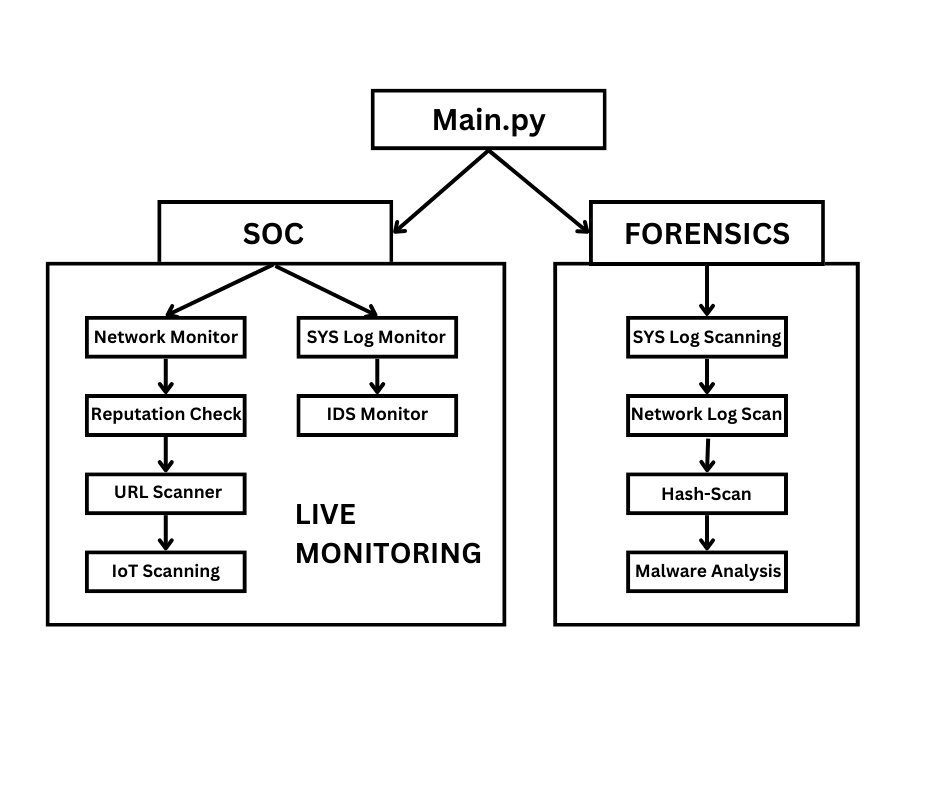 Main.py
SOC
FORENSICS
Network Monitor
SYS Log Monitor
SYS Log Scanning
Reputation Check
IDS Monitor
Network Log Scan
URL Scanner
Hash-Scan
LIVE
MONITORING
IoT Scanning
Malware Analysis